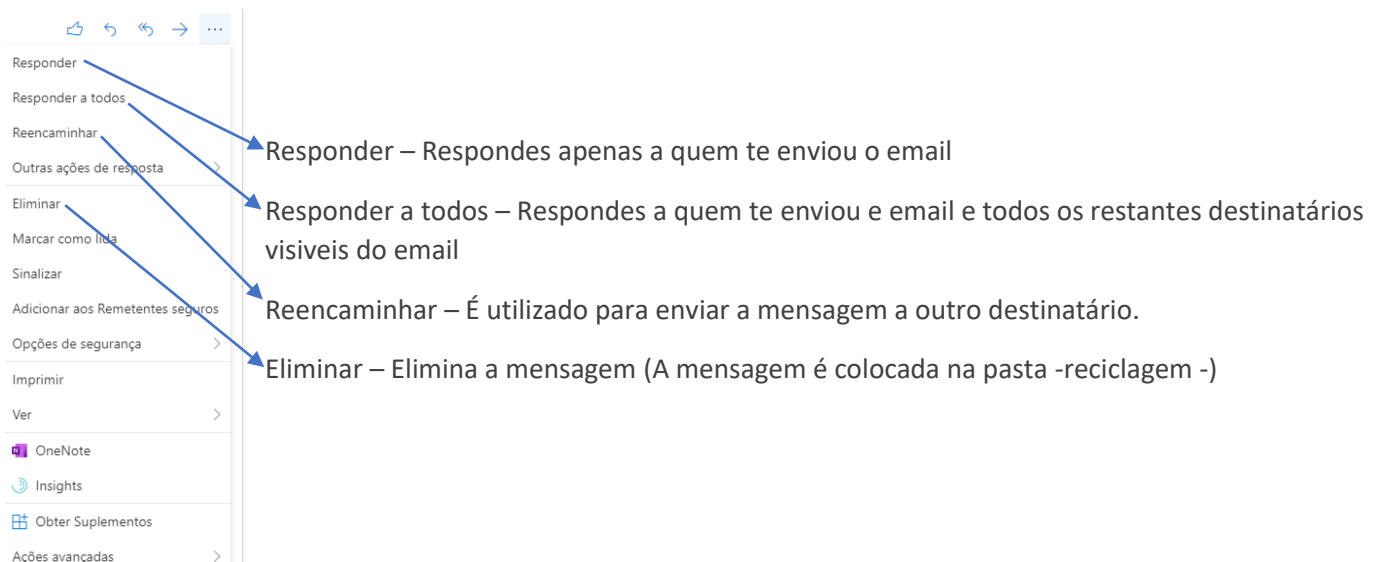 Responder
Responder a todos
Reencaminhar
Outras ações de resposta
Eliminar
Marcar como lida
Sinalizar
Adicionar aos Remetentes seguros
Opções de segurança
Imprimir
Ver
OneNote
Insights
Obter Suplementos
Ações avançadas
Responder – Respondes apenas a quem te enviou o email
Responder a todos – Respondes a quem te enviou e email e todos os restantes destinatários
visiveis do email
Reencaminhar – É utilizado para enviar a mensagem a outro destinatário.
Eliminar – Elimina a mensagem (A mensagem é colocada na pasta -reciclagem -)